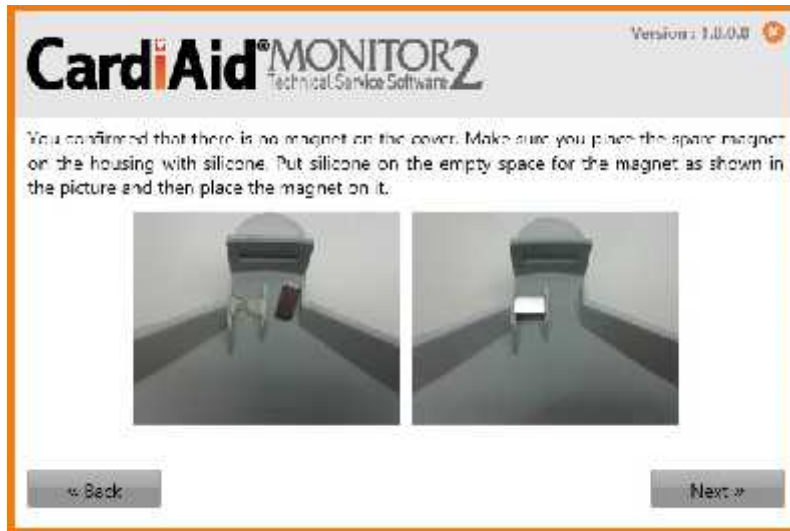 CardiAid® MONITOR2
Technical Service Software
Version : 1.0.0.0
You confirmed that there is no magnet on the cover. Make sure you place the spare magnet
on the housing with silicone. Put silicone on the empty space for the magnet as shown in
the picture and then place the magnet on it.
« Back
Next »